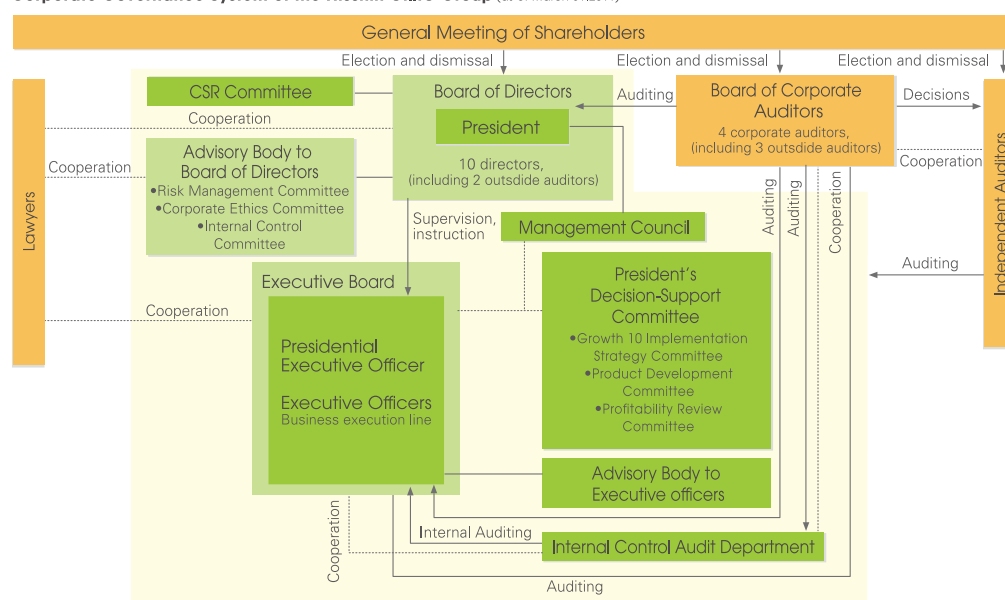 General Meeting of Shareholders
Election and dismissal
Election and dismissal
Election and dismissal
CSR Committee
Board of Directors
President
10 directors,
(including 2 outsdide auditors)
Auditing
Board of Corporate
Auditors
4 corporate auditors,
(including 3 outsdide auditors)
Decisions
Cooperation
Cooperation
Cooperation
Lawyers
Independent Auditors
Advisory Body to
Board of Directors
•Risk Management Committee
•Corporate Ethics Committee
•Internal Control
Committee
Supervision,
instruction
Management Council
Auditing
Auditing
Cooperation
Auditing
Executive Board
Cooperation
Presidential
Executive Officer
Executive Officers
Business execution line
President's
Decision-Support
Committee
•Growth 10 Implementation
Strategy Committee
•Product Development
Committee
•Profitability Review
Committee
Advisory Body to
Executive officers
Internal Auditing
Internal Control Audit Department
Cooperation
Auditing